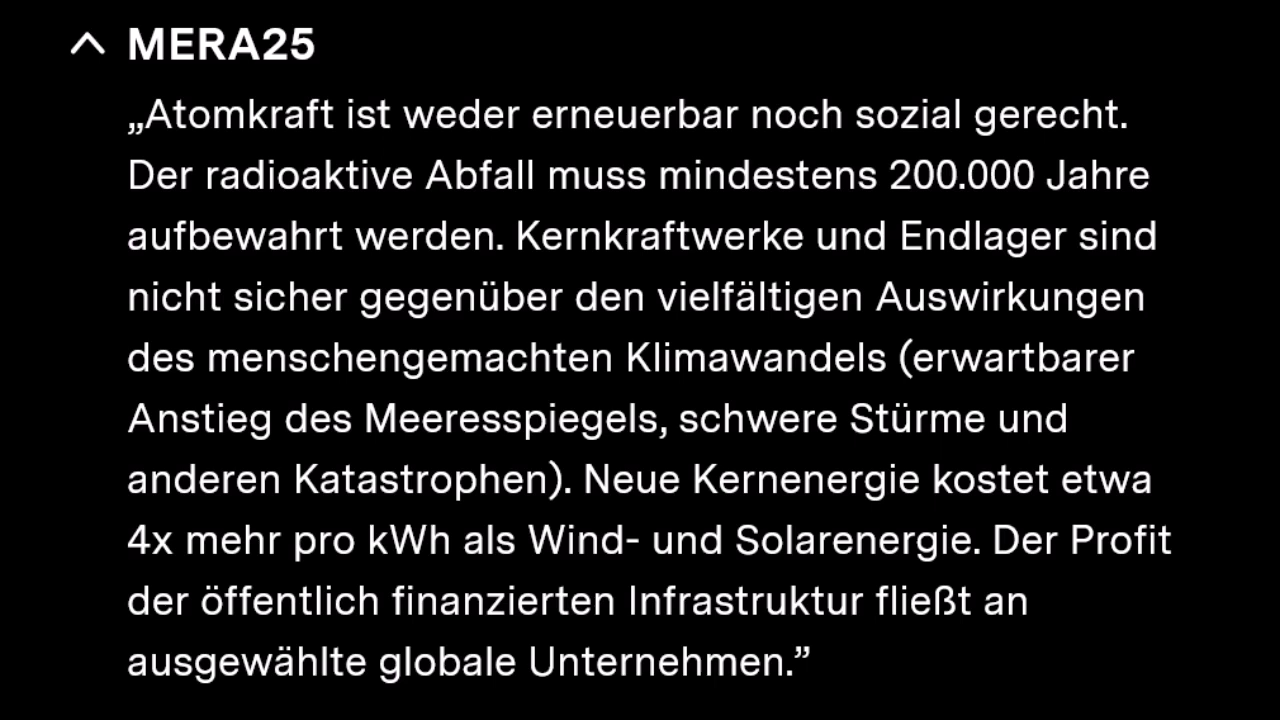 MERA25
„Atomkraft ist weder erneuerbar noch sozial gerecht.
Der radioaktive Abfall muss mindestens 200.000 Jahre
aufbewahrt werden. Kernkraftwerke und Endlager sind
nicht sicher gegenüber den vielfältigen Auswirkungen
des menschengemachten Klimawandels (erwartbarer
Anstieg des Meeresspiegels, schwere Stürme und
anderen Katastrophen). Neue Kernenergie kostet etwa
4x mehr pro kWh als Wind- und Solarenergie. Der Profit
der öffentlich finanzierten Infrastruktur fließt an
ausgewählte globale Unternehmen.”